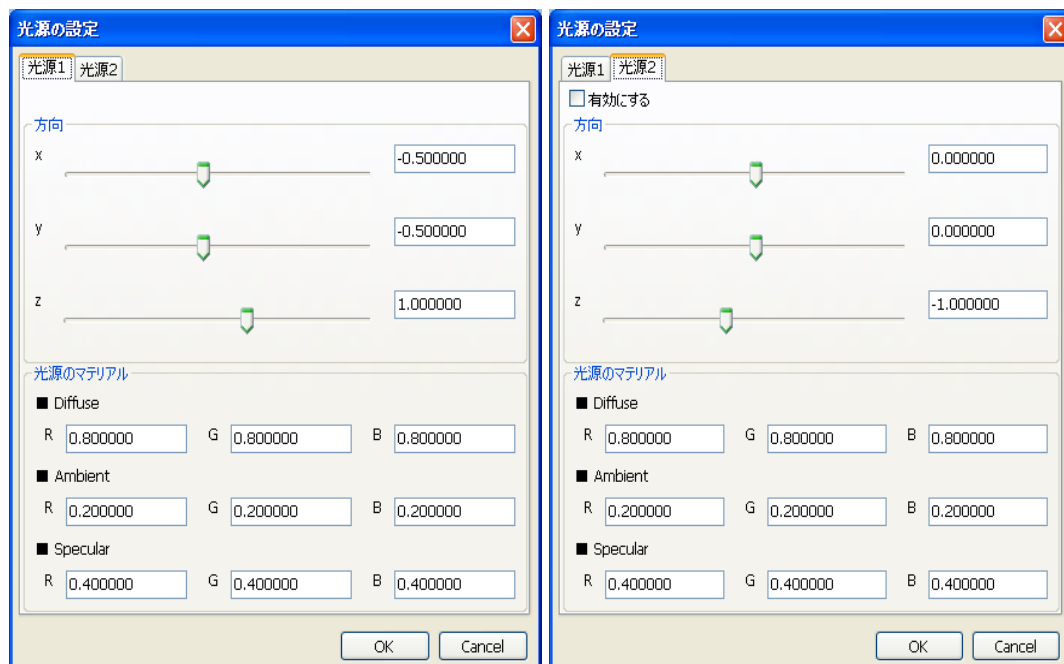 光源の設定
光源1 光源2
方向
x -0.500000
y -0.500000
z 1.000000
光源のマテリアル
■ Diffuse
R 0.800000 G 0.800000 B 0.800000
■ Ambient
R 0.200000 G 0.200000 B 0.200000
■ Specular
R 0.400000 G 0.400000 B 0.400000
OK Cancel
光源の設定
光源1 光源2
有効にする
方向
x 0.000000
y 0.000000
z -1.000000
光源のマテリアル
■ Diffuse
R 0.800000 G 0.800000 B 0.800000
■ Ambient
R 0.200000 G 0.200000 B 0.200000
■ Specular
R 0.400000 G 0.400000 B 0.400000
OK Cancel